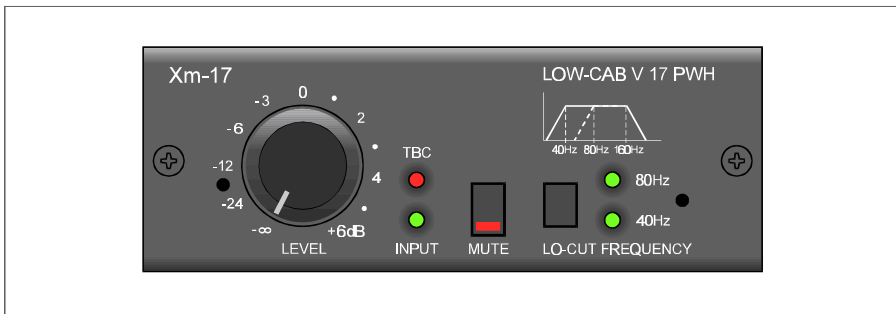 Xm-17
LOW-CAB V 17 PWH
0
-3
2
-6
40Hz 80Hz 160Hz
TBC
-12
4
80Hz
-24
40Hz
-∞
+6dB
LEVEL
INPUT
MUTE
LO-CUT FREQUENCY